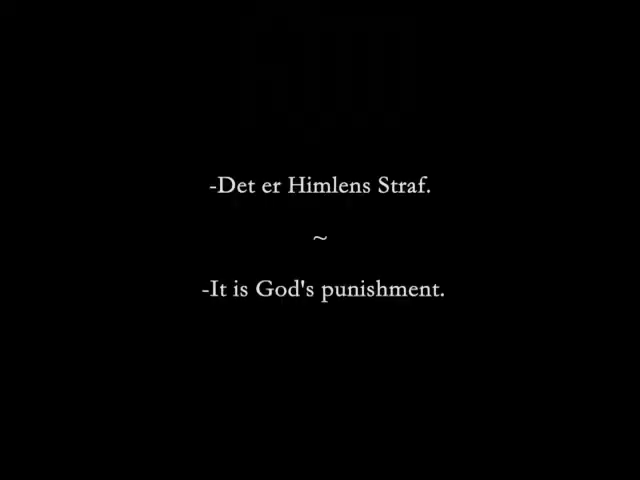 -Det er Himlens Straf.
~
-It is God's punishment.